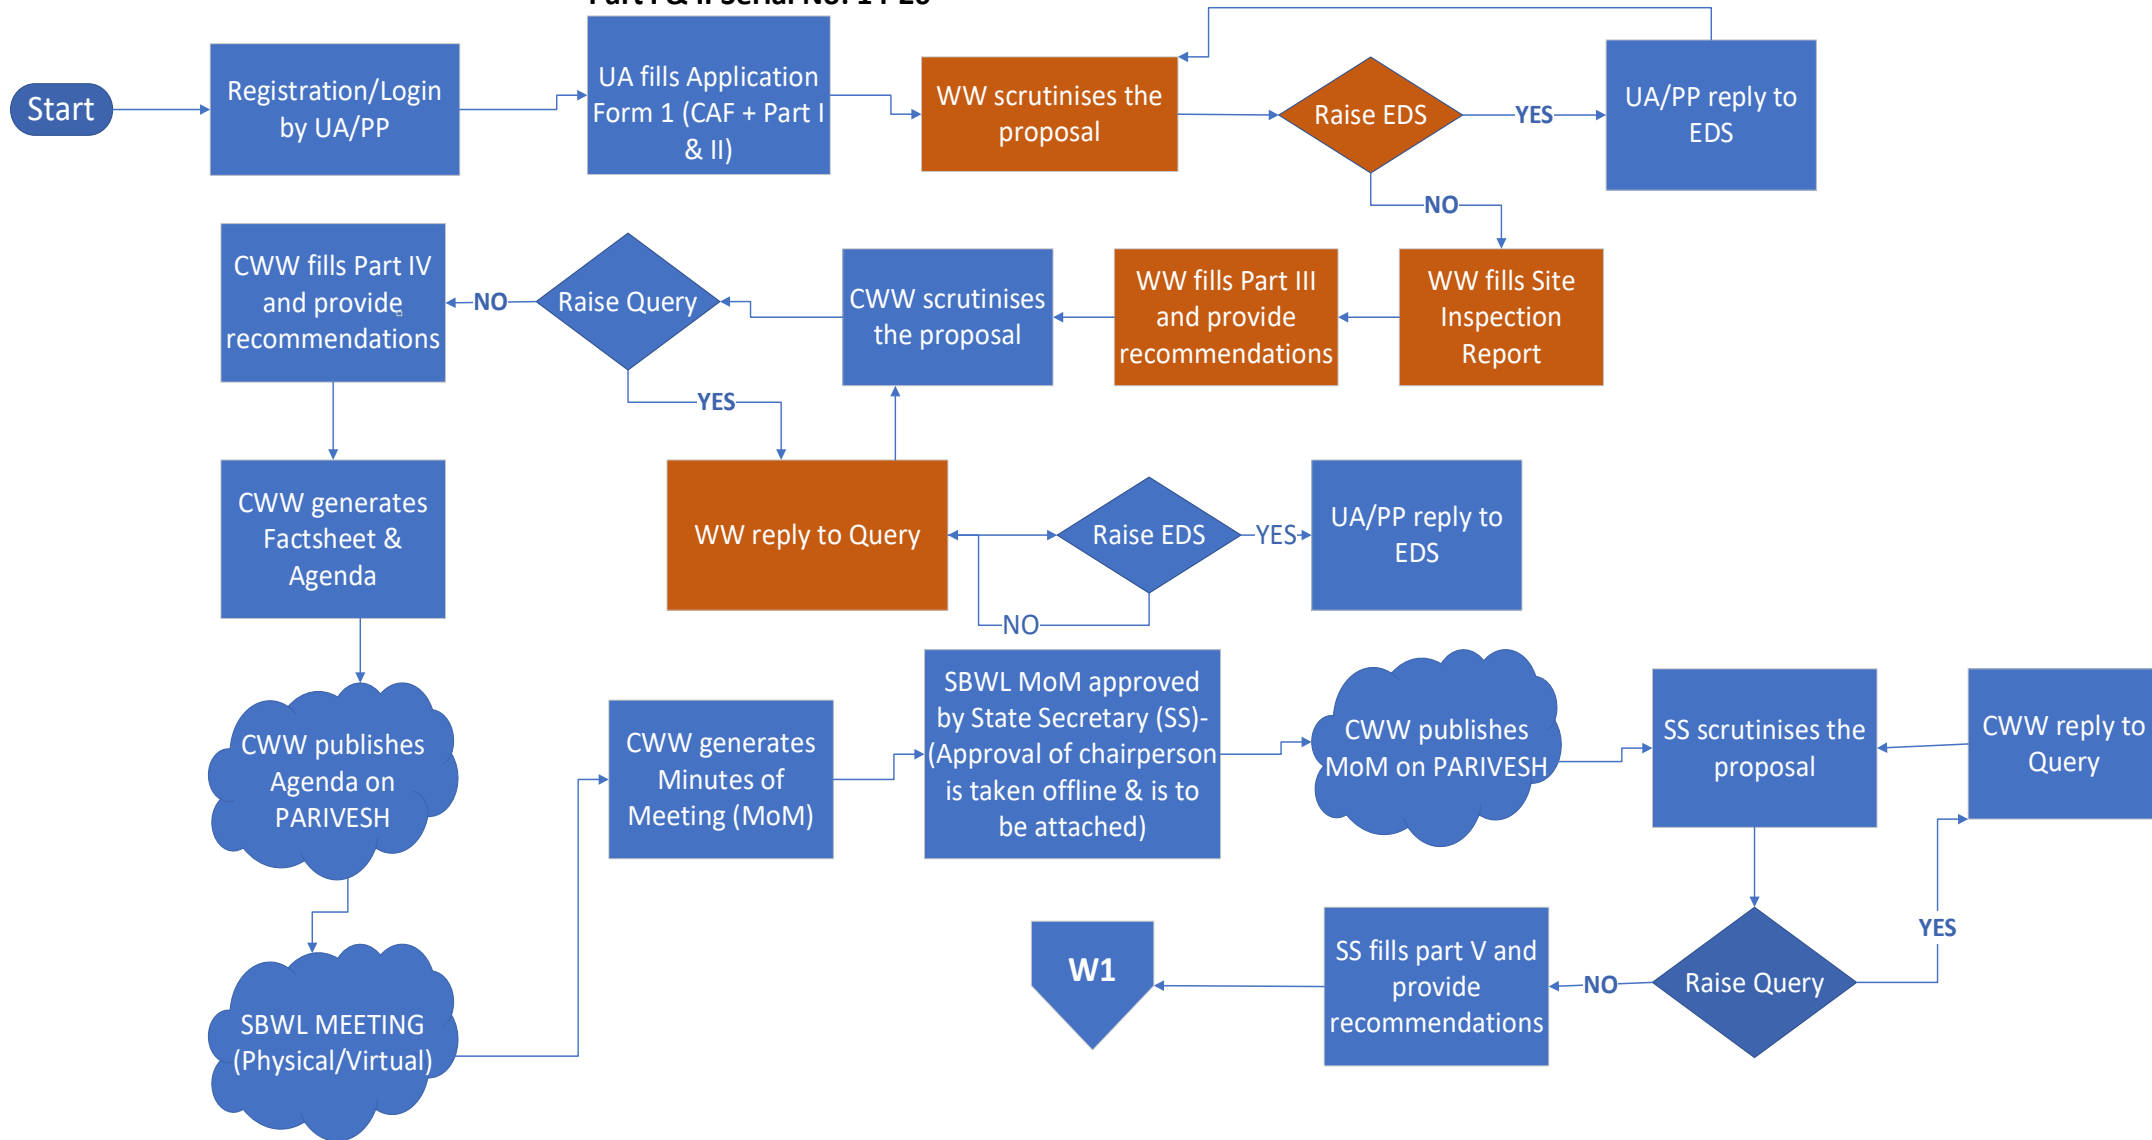 Part I & II Serial No. 14-26
Start
Registration/Login
by UA/PP
UA fills Application
Form 1 (CAF + Part I
& II)
WW scrutinises the
proposal
Raise EDS
YES
UA/PP reply to
EDS
NO
CWW fills Part IV
and provide
recommendations
NO
Raise Query
CWW scrutinises
the proposal
WW fills Part III
and provide
recommendations
WW fills Site
Inspection
Report
YES
CWW generates
Factsheet &
Agenda
WW reply to Query
Raise EDS
YES
UA/PP reply to
EDS
NO
CWW publishes
Agenda on
PARIVESH
CWW generates
Minutes of
Meeting (MoM)
SBWL MoM approved
by State Secretary (SS)-
(Approval of chairperson
is taken offline & is to
be attached)
CWW publishes
MoM on PARIVESH
SS scrutinises the
proposal
CWW reply to
Query
YES
SBWL MEETING
(Physical/Virtual)
W1
SS fills part V and
provide
recommendations
NO
Raise Query